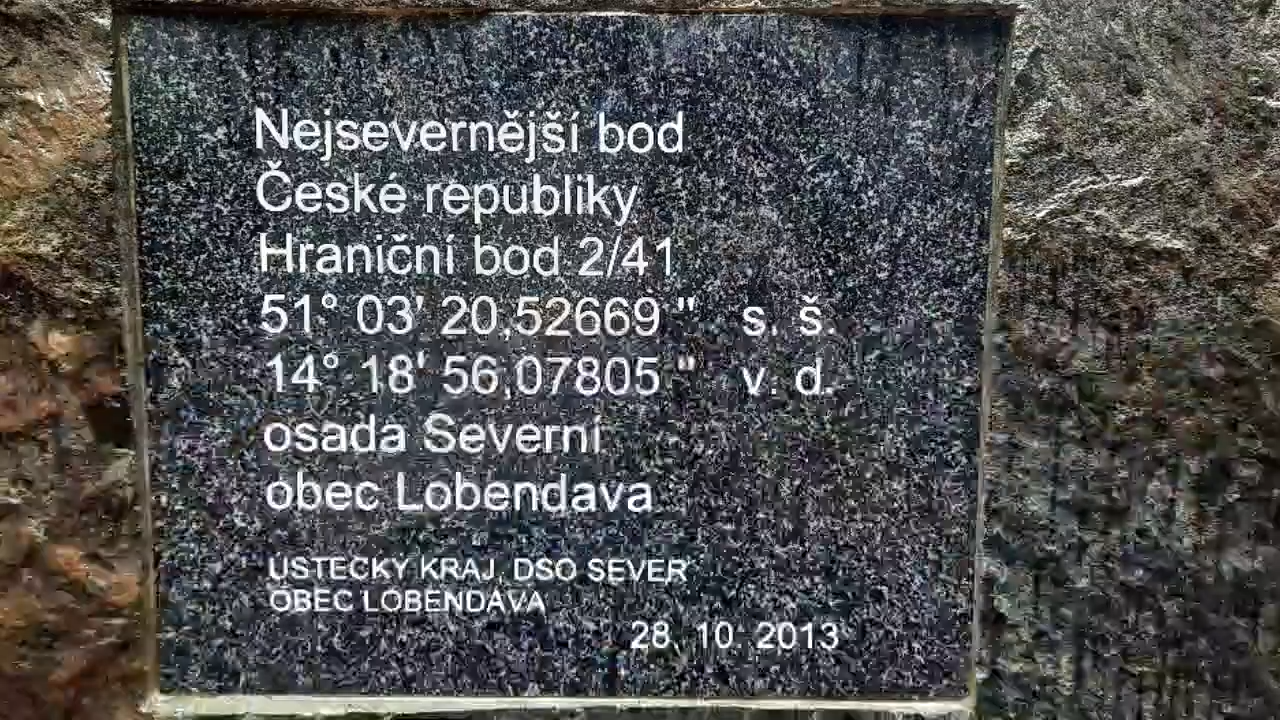 Nejsevernější bod
České republiky
Hraniční bod 2/41
51° 03' 20,52669 " s. š.
14° 18' 56,07805 " v. d.
osada Severní
obec Lobendava
ÚSTECKÝ KRAJ, DSO SEVER
OBEC LOBENDAVA
28. 10. 2013